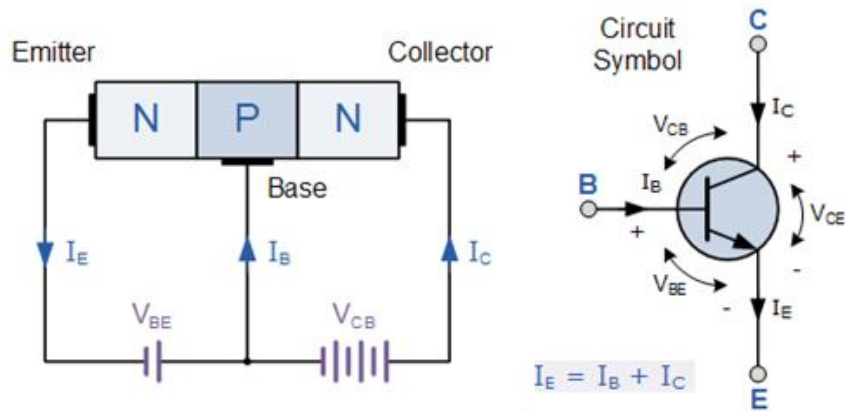 Emitter
Collector
N P N
Base
I_E I_B I_C
V_BE V_CB
Circuit
Symbol
C
I_C
V_CB
+
B
I_B
V_CE
+
V_BE
-
-
I_E
I_E = I_B + I_C
E